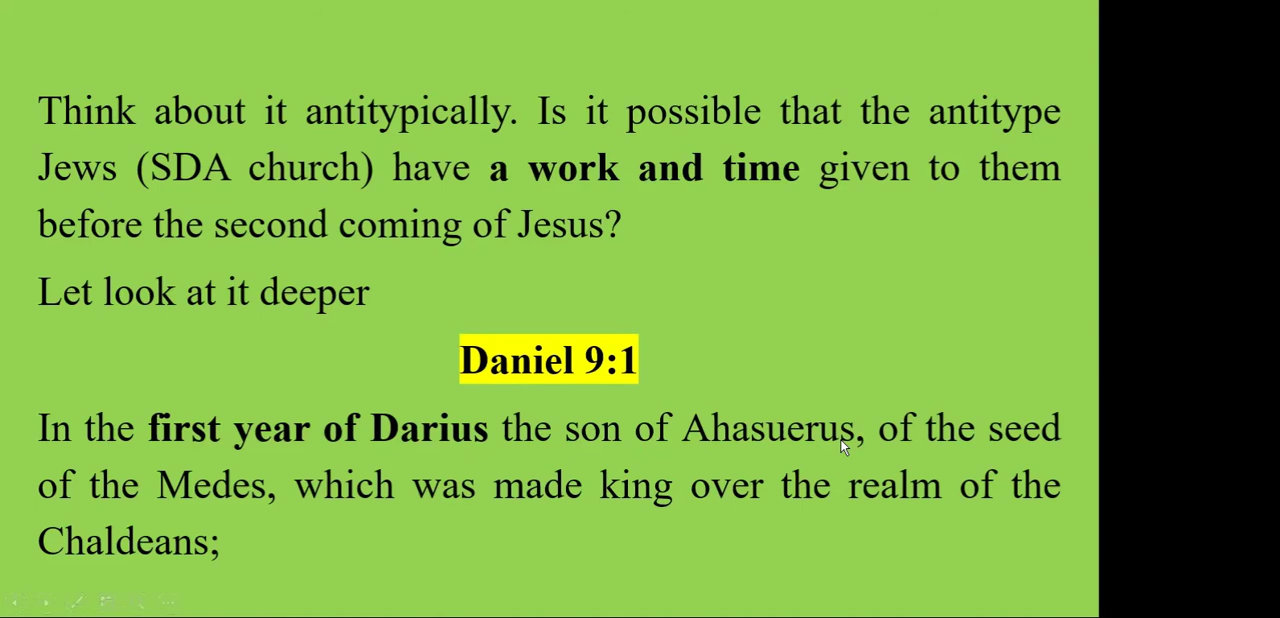 Think about it antitypically. Is it possible that the antitype
Jews (SDA church) have a work and time given to them
before the second coming of Jesus?
Let look at it deeper
Daniel 9:1
In the first year of Darius the son of Ahasuerus, of the seed
of the Medes, which was made king over the realm of the
Chaldeans;